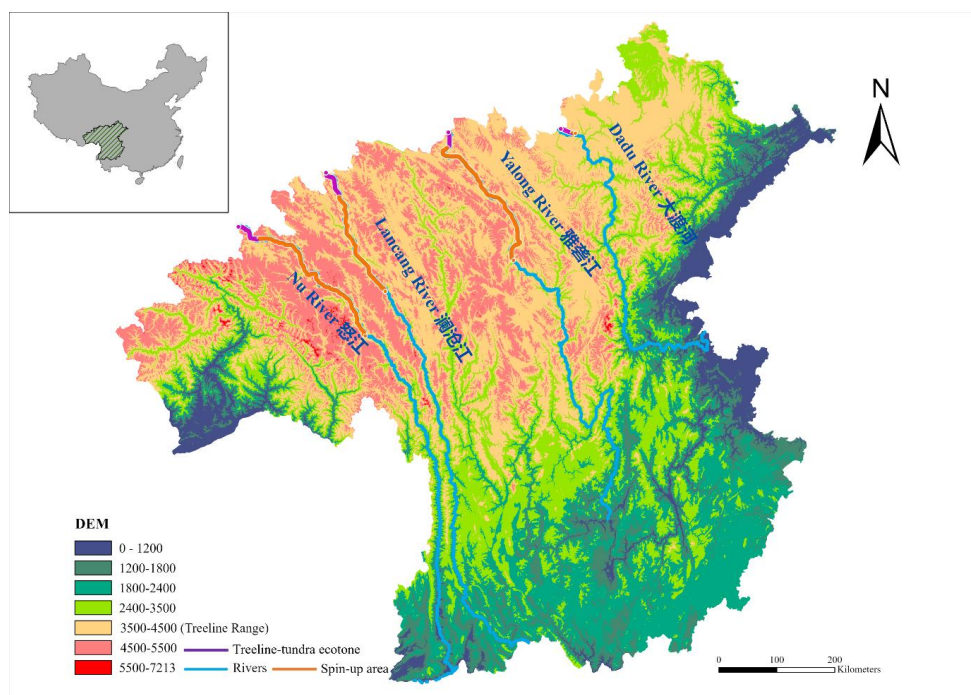 N
Dadu River 大渡河
Yalong River 雅砻江
Lancang River 澜沧江
Nu River 怒江
DEM
0 - 1200
1200-1800
1800-2400
2400-3500
3500-4500 (Treeline Range)
4500-5500
5500-7213
Treeline-tundra ecotone
Rivers
Spin-up area
0 100 200
Kilometers